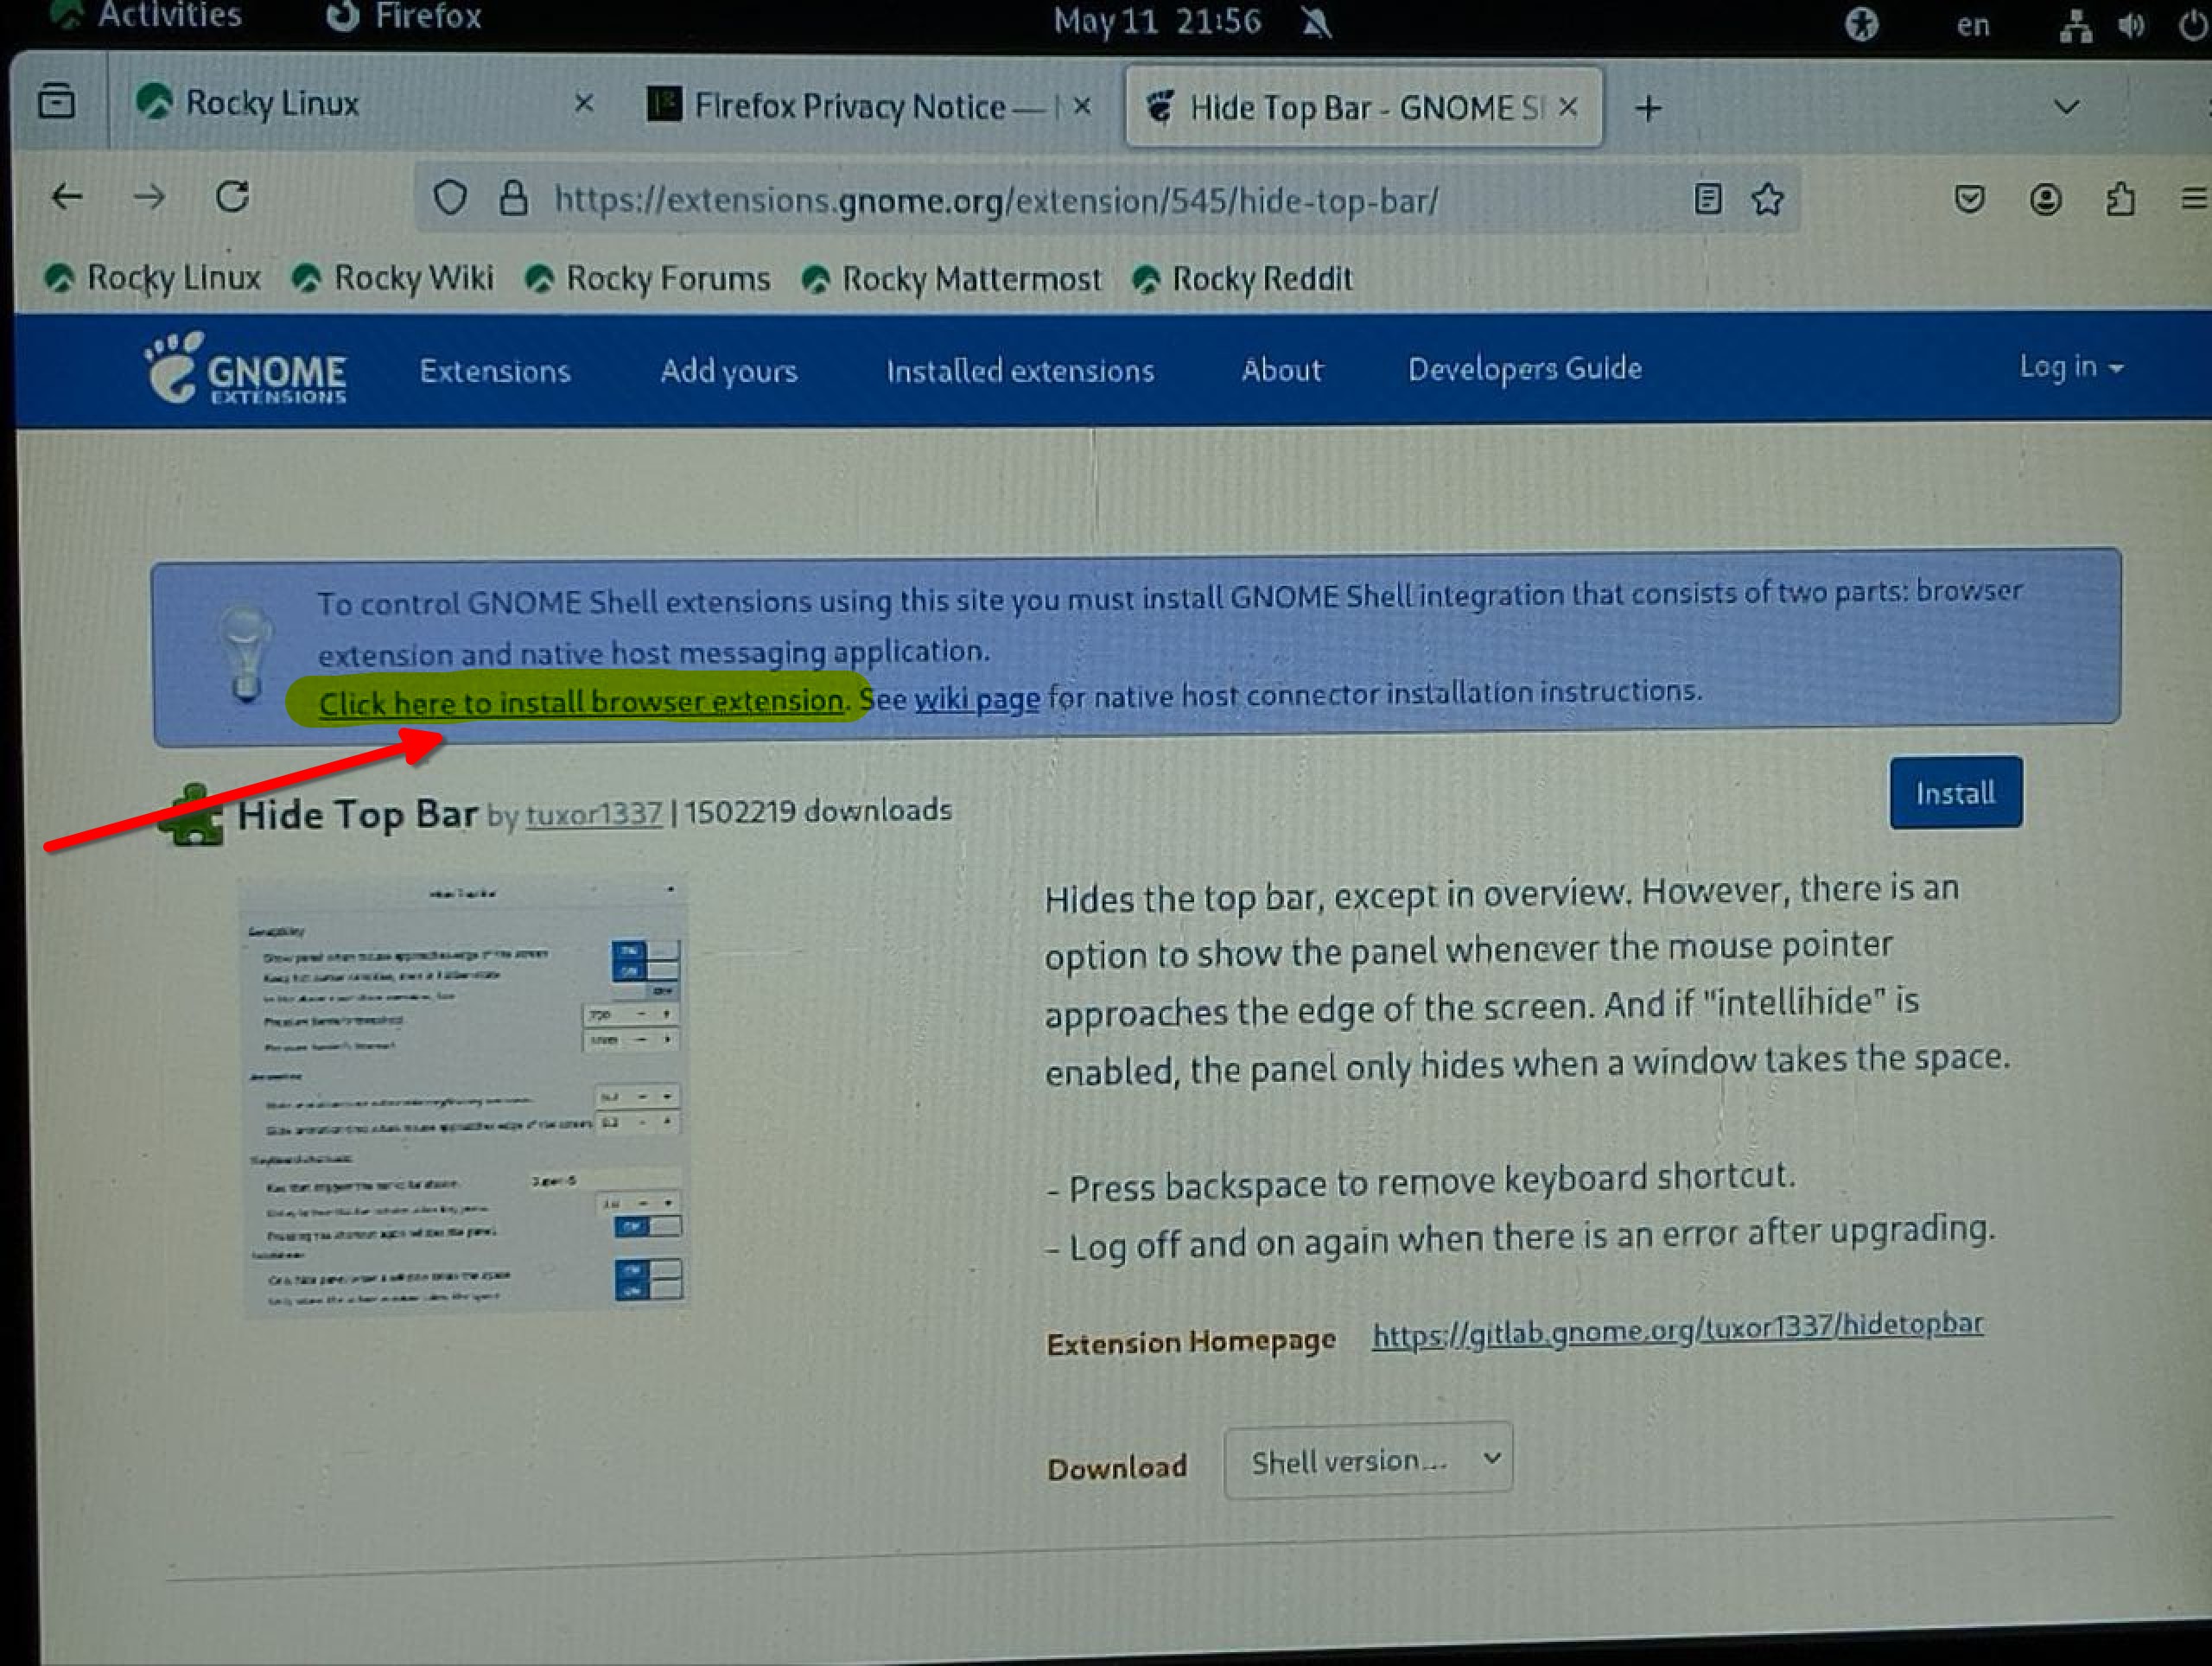 Activities Firefox May 11 21:56 en
Rocky Linux Firefox Privacy Notice — Hide Top Bar - GNOME S
https://extensions.gnome.org/extension/545/hide-top-bar/
Rocky Linux Rocky Wiki Rocky Forums Rocky Mattermost Rocky Reddit
GNOME EXTENSIONS Extensions Add yours Installed extensions About Developers Guide Log in
To control GNOME Shell extensions using this site you must install GNOME Shell integration that consists of two parts: browser
extension and native host messaging application.
Click here to install browser extension. See wiki page for native host connector installation instructions.
Hide Top Bar by tuxor1337 | 1502219 downloads
Install
Hides the top bar, except in overview. However, there is an
option to show the panel whenever the mouse pointer
approaches the edge of the screen. And if "intellihide" is
enabled, the panel only hides when a window takes the space.
- Press backspace to remove keyboard shortcut.
- Log off and on again when there is an error after upgrading.
Extension Homepage https://gitlab.gnome.org/tuxor1337/hidetopbar
Download Shell version...